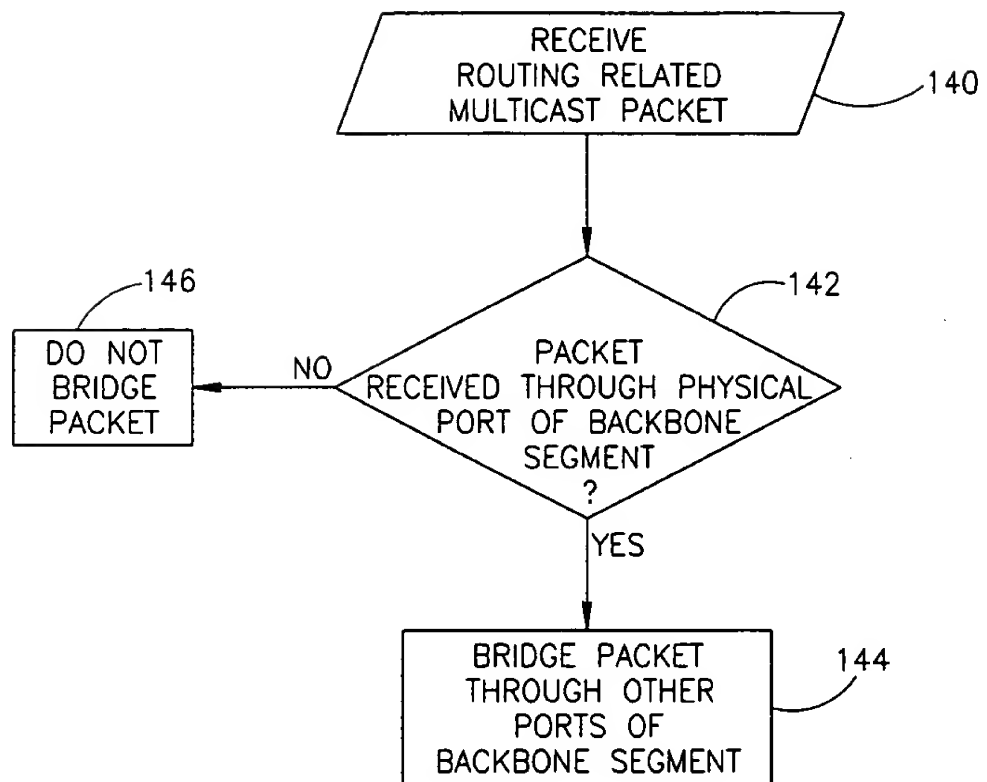 RECEIVE
ROUTING RELATED
MULTICAST PACKET
140
146
142
DO NOT
BRIDGE
PACKET
NO
PACKET
RECEIVED THROUGH PHYSICAL
PORT OF BACKBONE
SEGMENT
?
YES
BRIDGE PACKET
THROUGH OTHER
PORTS OF
BACKBONE SEGMENT
144